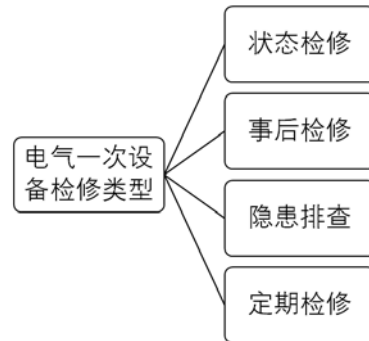 电气一次设
备检修类型
状态检修
事后检修
隐患排查
定期检修